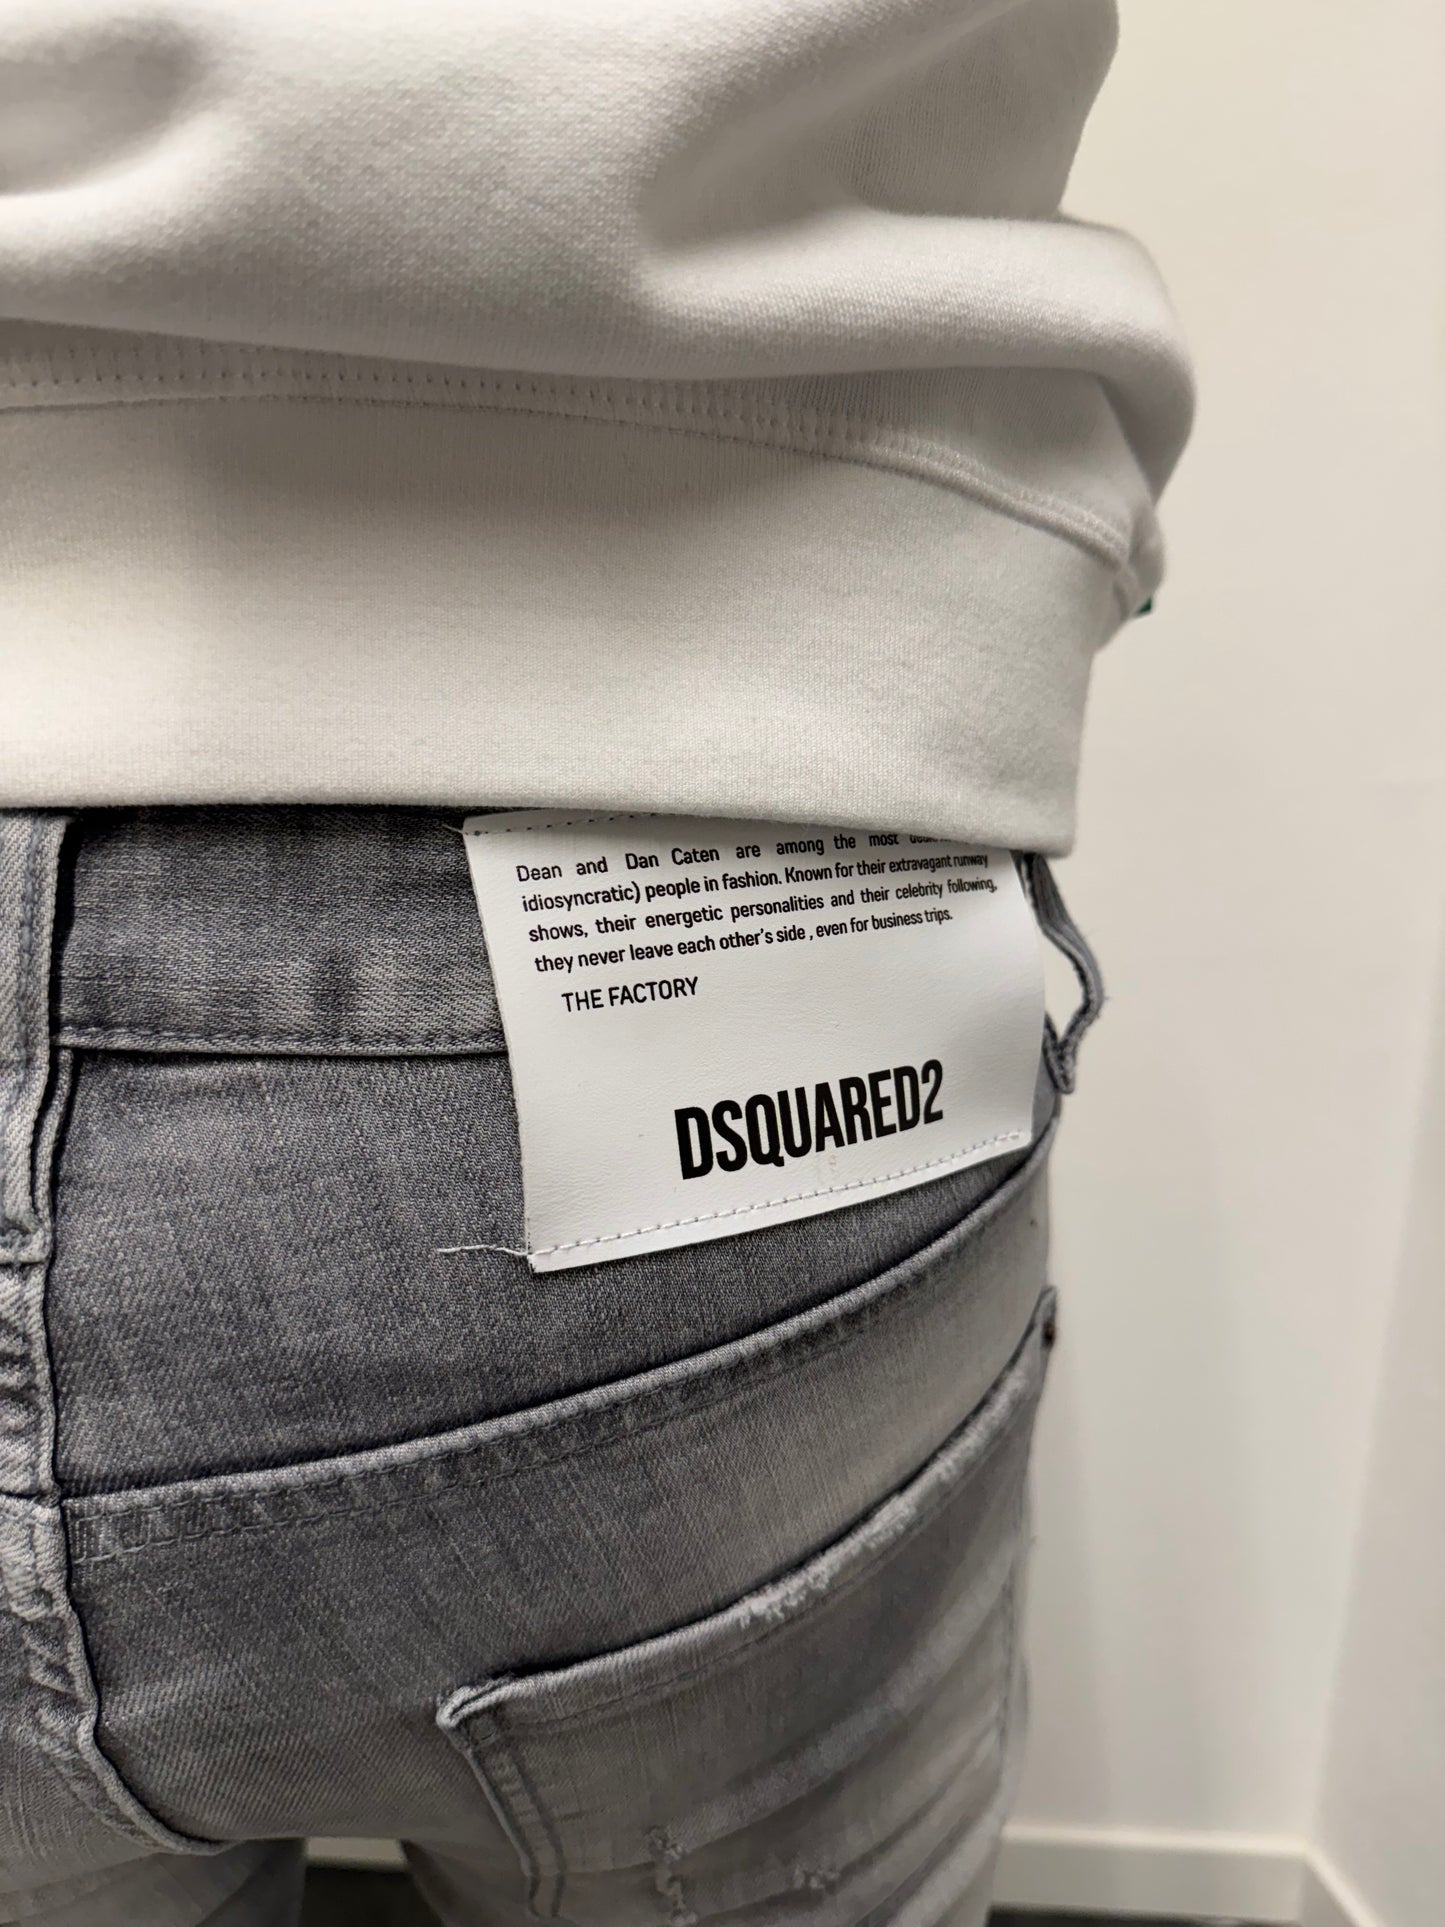 Dean and Dan Caten are among the most
idiosyncratic) people in fashion. Known for their extravagant runway
shows, their energetic personalities and their celebrity following,
they never leave each other's side , even for business trips.
THE FACTORY
DSQUARED2